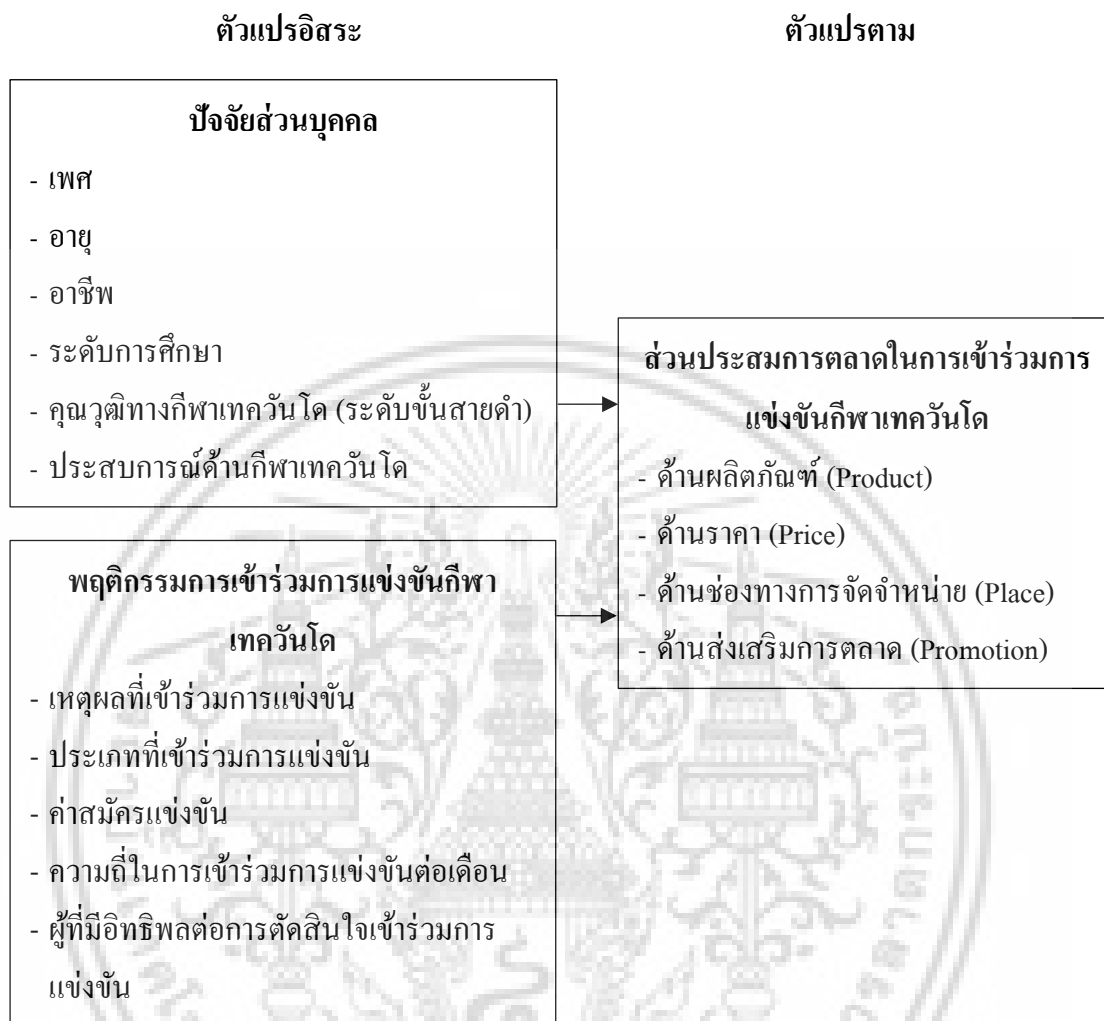 ตัวแปรอิสระ
ตัวแปรตาม
ปัจจัยส่วนบุคคล
- เพศ
- อายุ
- อาชีพ
- ระดับการศึกษา
- คุณวุฒิทางกีฬาเทควันโด (ระดับขั้นสายดำ)
- ประสบการณ์ด้านกีฬาเทควันโด
พฤติกรรมการเข้าร่วมการแข่งขันกีฬา
เทควันโด
- เหตุผลที่เข้าร่วมการแข่งขัน
- ประเภทที่เข้าร่วมการแข่งขัน
- ค่าสมัครแข่งขัน
- ความถี่ในการเข้าร่วมการแข่งขันต่อเดือน
- ผู้ที่มีอิทธิพลต่อการตัดสินใจเข้าร่วมการ
แข่งขัน
ส่วนประสมการตลาดในการเข้าร่วมการ
แข่งขันกีฬาเทควันโด
- ด้านผลิตภัณฑ์ (Product)
- ด้านราคา (Price)
- ด้านช่องทางการจัดจำหน่าย (Place)
- ด้านส่งเสริมการตลาด (Promotion)